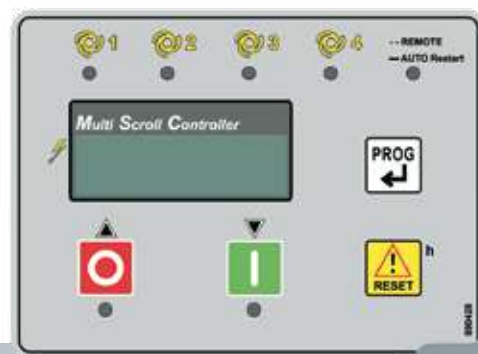 1 2 3 4
-- REMOTE
— AUTO Restart
Multi Scroll Controller
PROG
h
RESET